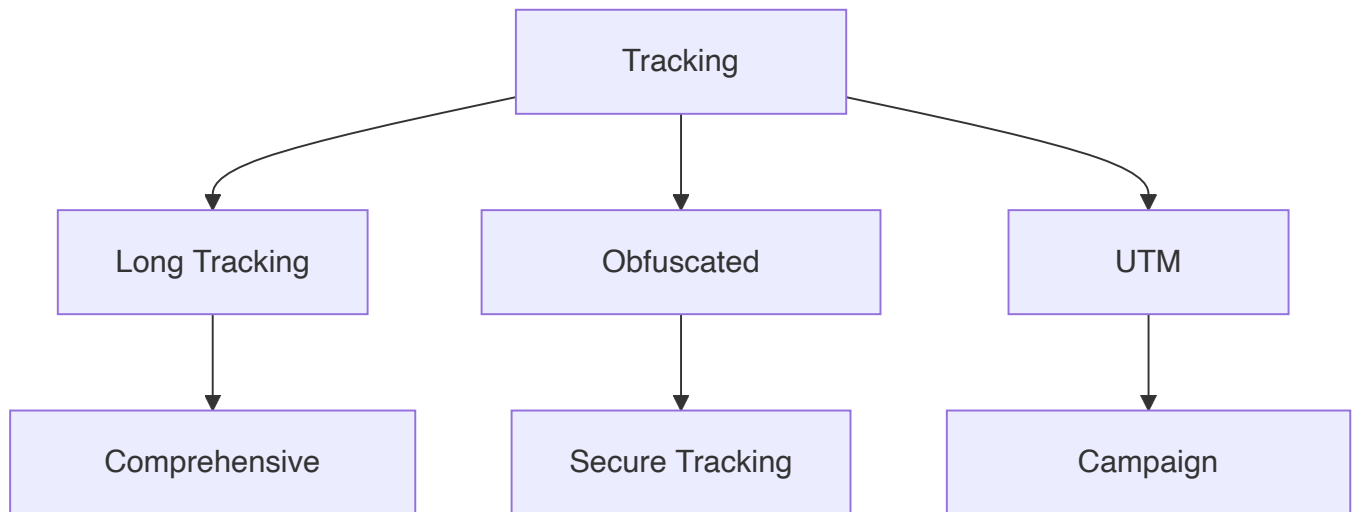 Tracking
Long Tracking
Obfuscated
UTM
Comprehensive
Secure Tracking
Campaign